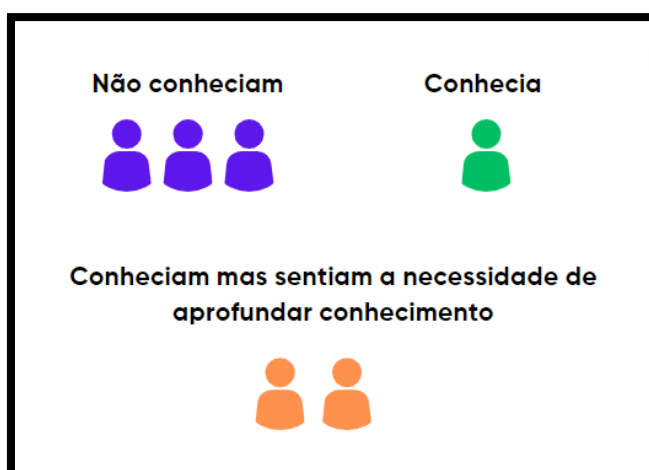 Não conheciam
Conhecia
Conheciam mas sentiam a necessidade de
aprofundar conhecimento